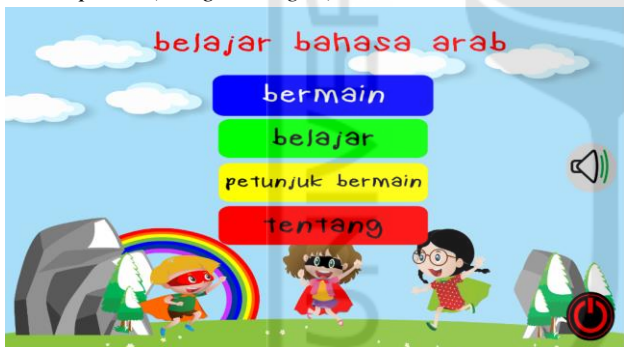 belajar bahasa arab
bermain
belajar
petunjuk bermain
tentang